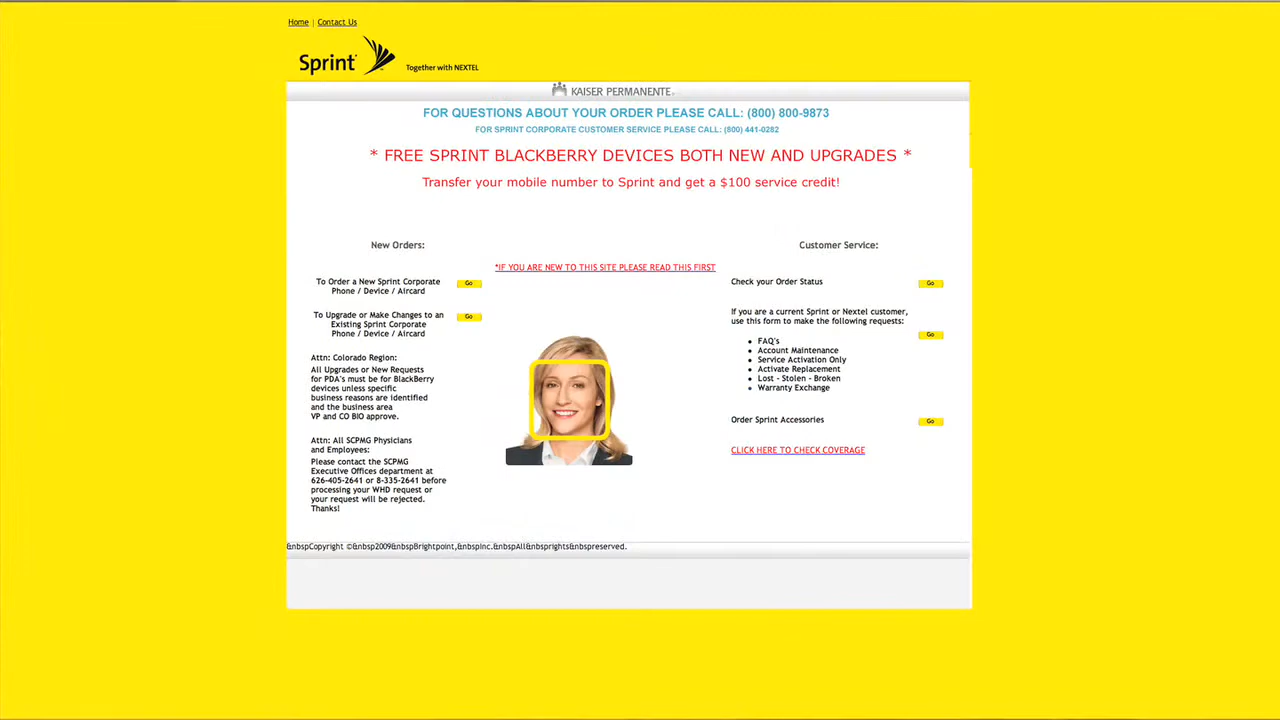 Home | Contact Us
Sprint
Together with NEXTEL
KAISER PERMANENTE.
FOR QUESTIONS ABOUT YOUR ORDER PLEASE CALL: (800) 800-9873
FOR SPRINT CORPORATE CUSTOMER SERVICE PLEASE CALL: (800) 441-0282
* FREE SPRINT BLACKBERRY DEVICES BOTH NEW AND UPGRADES *
Transfer your mobile number to Sprint and get a $100 service credit!
New Orders:
To Order a New Sprint Corporate
Phone / Device / Aircard
Go
To Upgrade or Make Changes to an
Existing Sprint Corporate
Phone / Device / Aircard
Go
Attn: Colorado Region:
All Upgrades or New Requests
for PDA's must be for BlackBerry
devices unless specific
business reasons are identified
and the business area
VP and CO BIO approve.
Attn: All SCPMG Physicians
and Employees:
Please contact the SCPMG
Executive Offices department at
626-405-2641 or 8-335-2641 before
processing your WHD request or
your request will be rejected.
Thanks!
*IF YOU ARE NEW TO THIS SITE PLEASE READ THIS FIRST
Customer Service:
Check your Order Status
Go
If you are a current Sprint or Nextel customer,
use this form to make the following requests:
Go
• FAQ's
• Account Maintenance
• Service Activation Only
• Activate Replacement
• Lost - Stolen - Broken
• Warranty Exchange
Order Sprint Accessories
Go
CLICK HERE TO CHECK COVERAGE
&nbspCopyright ©&nbsp2009&nbspBrightpoint,&nbspInc.&nbspAll&nbsprights&nbspreserved.